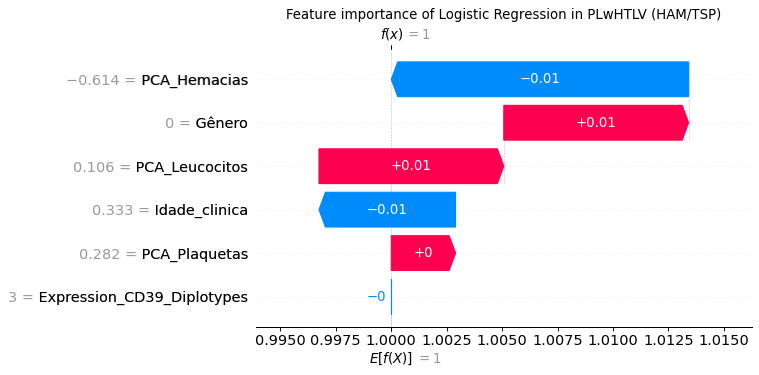 Feature importance of Logistic Regression in PLwHTLV (HAM/TSP)
f(x) = 1
−0.614 = PCA_Hemacias
−0.01
0 = Gênero
+0.01
0.106 = PCA_Leucocitos
+0.01
0.333 = Idade_clinica
−0.01
0.282 = PCA_Plaquetas
+0
3 = Expression_CD39_Diplotypes
−0
0.9950 0.9975 1.0000 1.0025 1.0050 1.0075 1.0100 1.0125 1.0150
E[f(X)] = 1